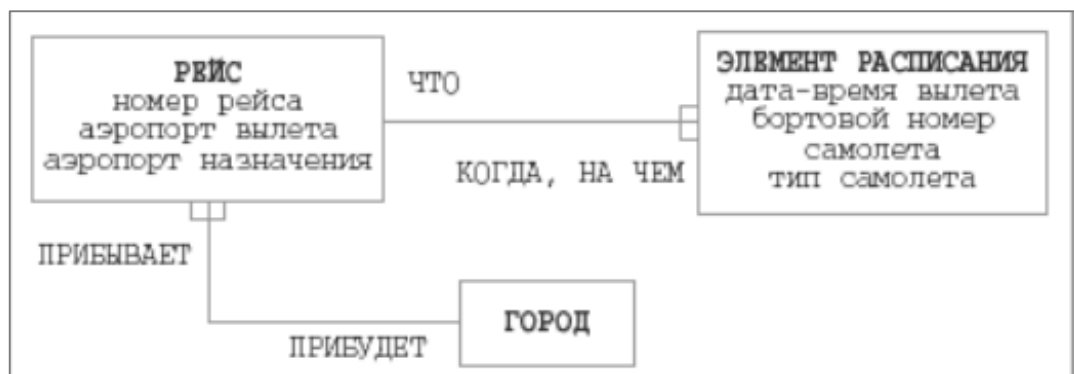 РЕЙС
номер рейса
аэропорт вылета
аэропорт назначения
ЧТО
КОГДА, НА ЧЕМ
ЭЛЕМЕНТ РАСПИСАНИЯ
дата-время вылета
бортовой номер
самолета
тип самолета
ПРИБЫВАЕТ
ПРИБУДЕТ
ГОРОД